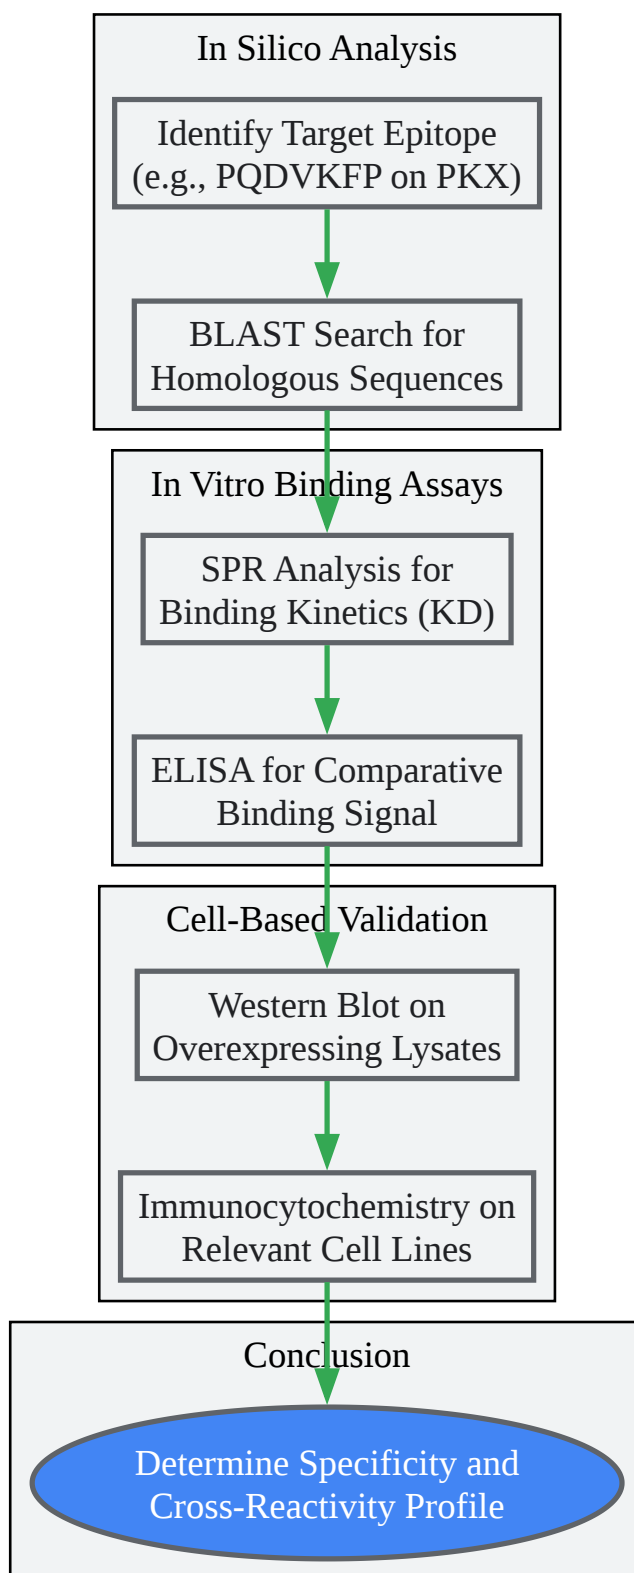 In Silico Analysis
Identify Target Epitope
(e.g., PQDVKFP on PKX)
BLAST Search for
Homologous Sequences
In Vitro Binding Assays
SPR Analysis for
Binding Kinetics (KD)
ELISA for Comparative
Binding Signal
Cell-Based Validation
Western Blot on
Overexpressing Lysates
Immunocytochemistry on
Relevant Cell Lines
Conclusion
Determine Specificity and
Cross-Reactivity Profile